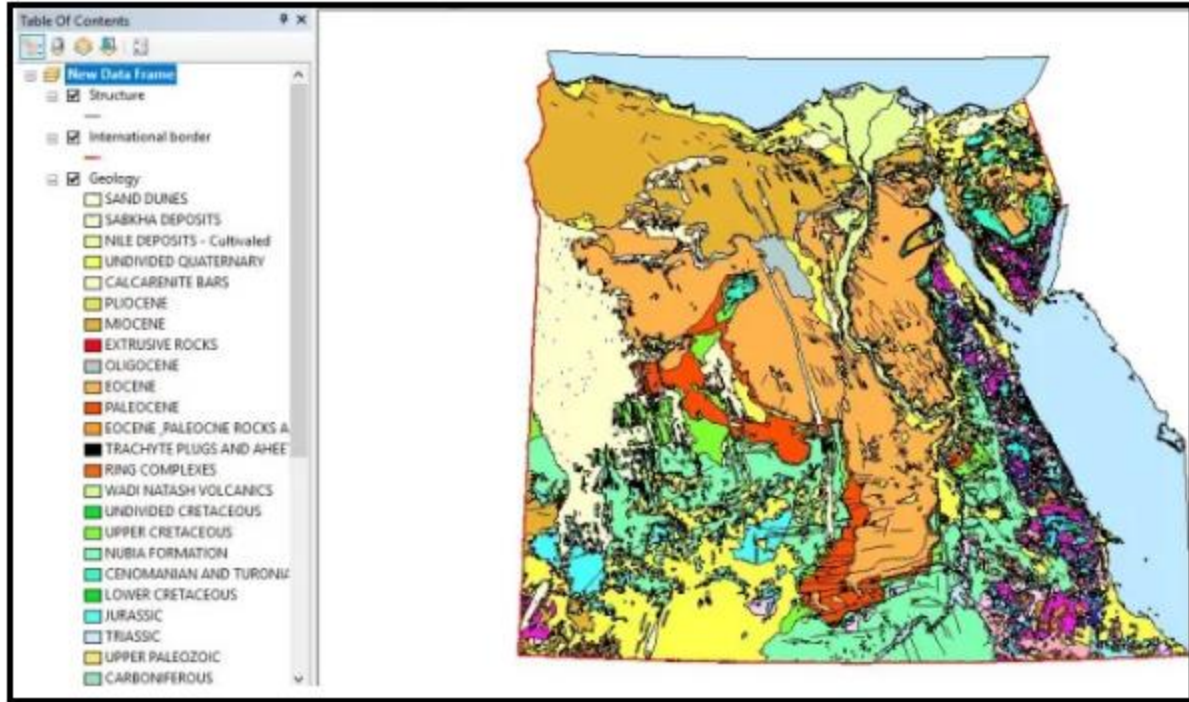 Table Of Contents
New Data Frame
Structure
International border
Geology
SAND DUNES
SABKHA DEPOSITS
NILE DEPOSITS - Cultivaled
UNDIVIDED QUATERNARY
CALCARENITE BARS
PLIOCENE
MIOCENE
EXTRUSIVE ROCKS
OLIGOCENE
EOCENE
PALEOCENE
EOCENE ,PALEOCNE ROCKS A
TRACHYTE PLUGS AND AHEE
RING COMPLEXES
WADI NATASH VOLCANICS
UNDIVIDED CRETACEOUS
UPPER CRETACEOUS
NUBIA FORMATION
CENOMANIAN AND TURONIA
LOWER CRETACEOUS
JURASSIC
TRIASSIC
UPPER PALEOZOIC
CARBONIFEROUS